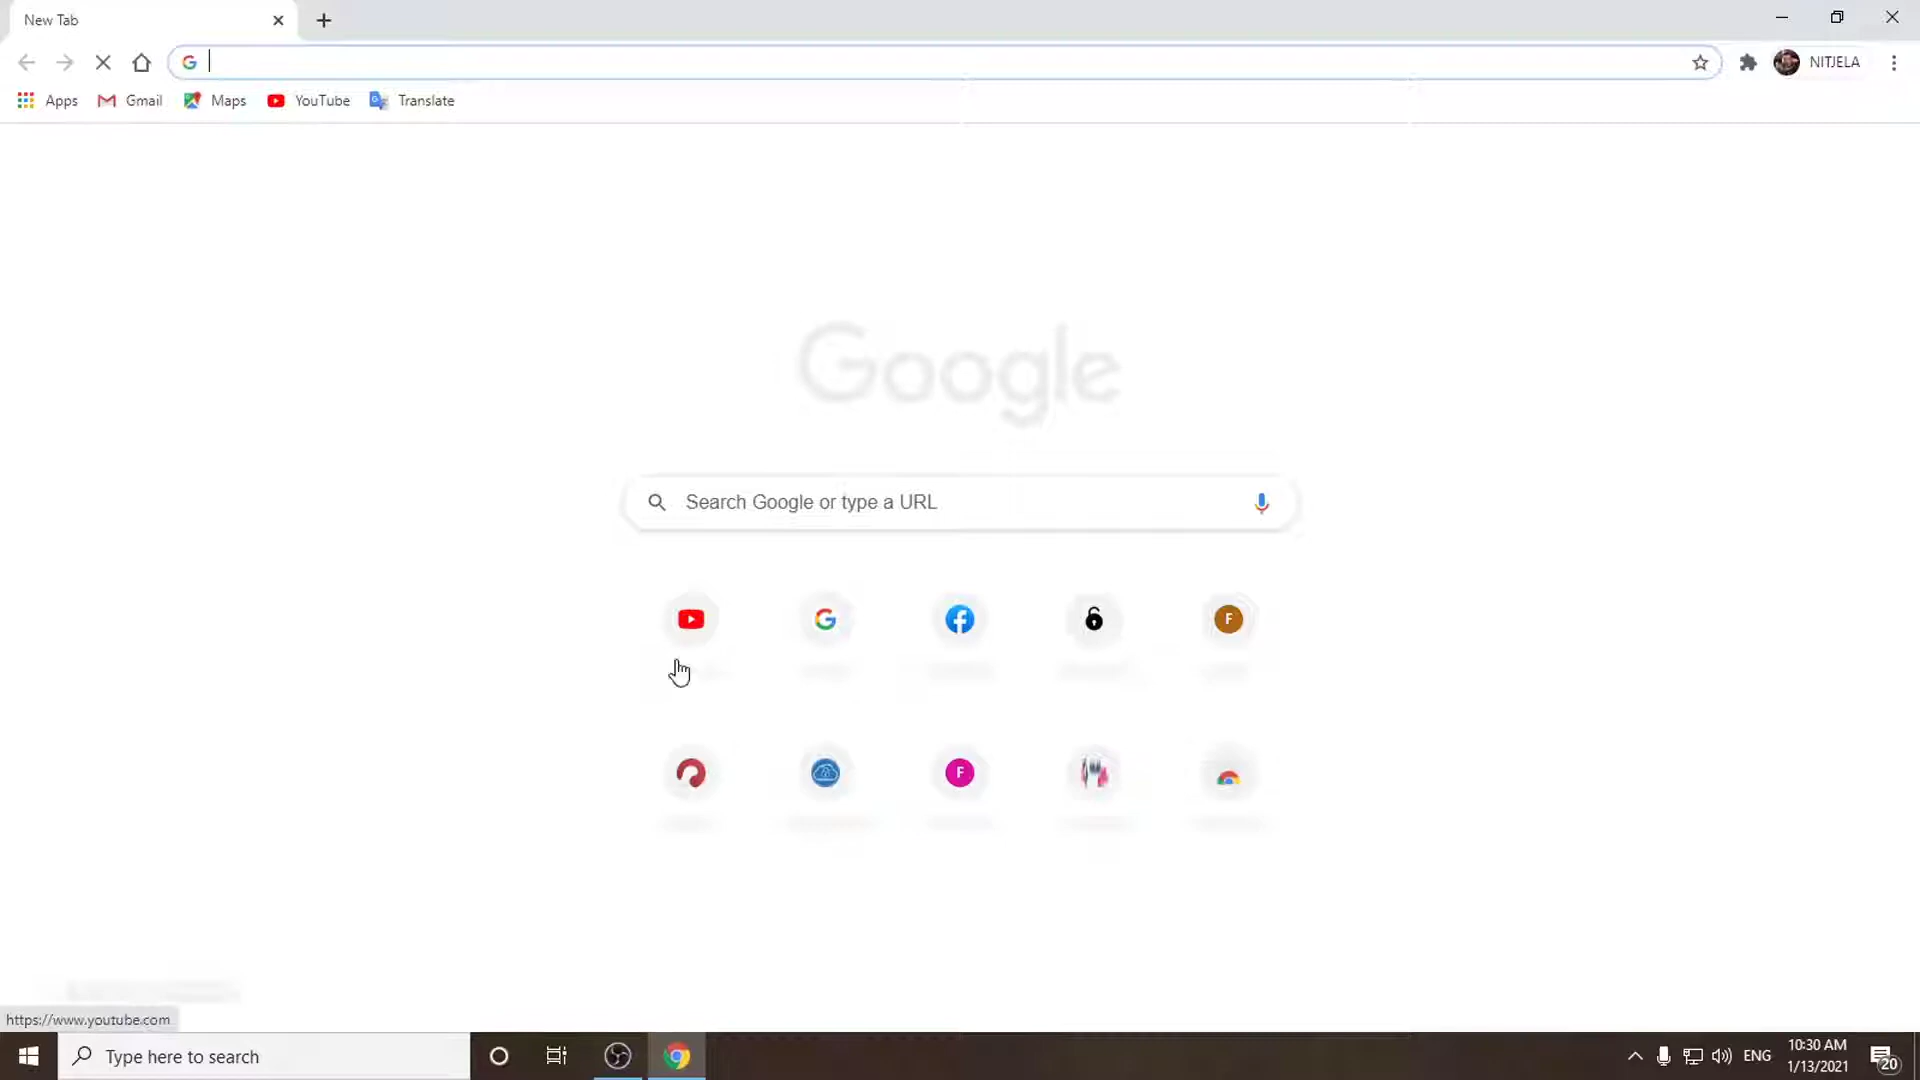 New Tab
NITJELA
Apps Gmail Maps YouTube Translate
Google
Search Google or type a URL
F
F
https://www.youtube.com
Type here to search
ENG
10:30 AM
1/13/2021
20